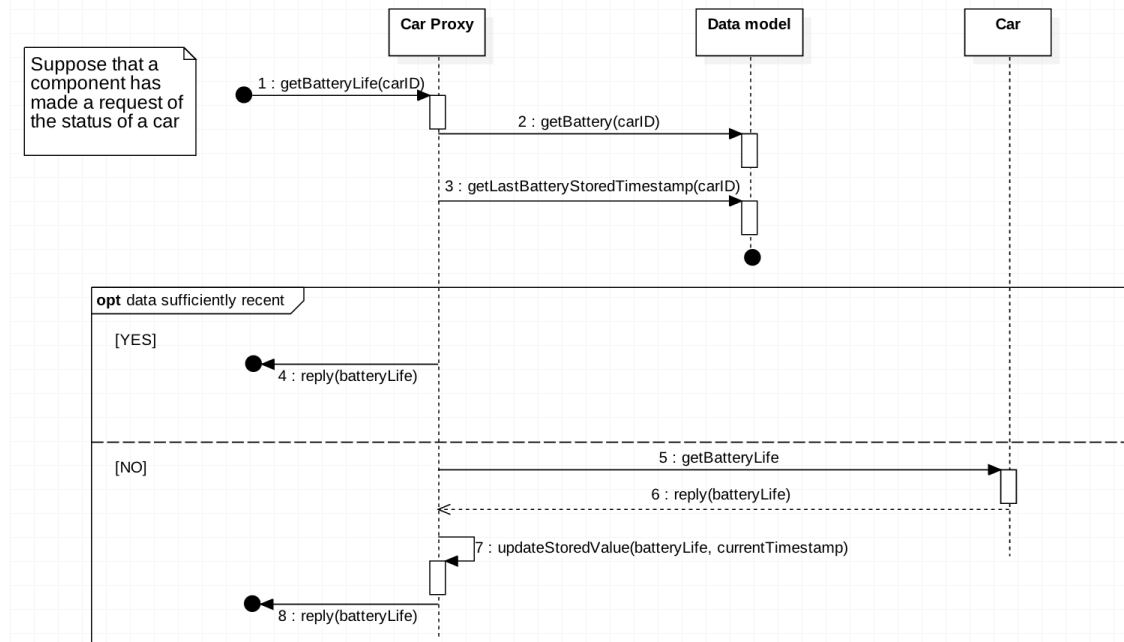 Car Proxy
Data model
Car
Suppose that a
component has
made a request of
the status of a car
1 : getBatteryLife(carID)
2 : getBattery(carID)
3 : getLastBatteryStoredTimestamp(carID)
opt data sufficiently recent
[YES]
4 : reply(batteryLife)
[NO]
5 : getBatteryLife
6 : reply(batteryLife)
7 : updateStoredValue(batteryLife, currentTimestamp)
8 : reply(batteryLife)